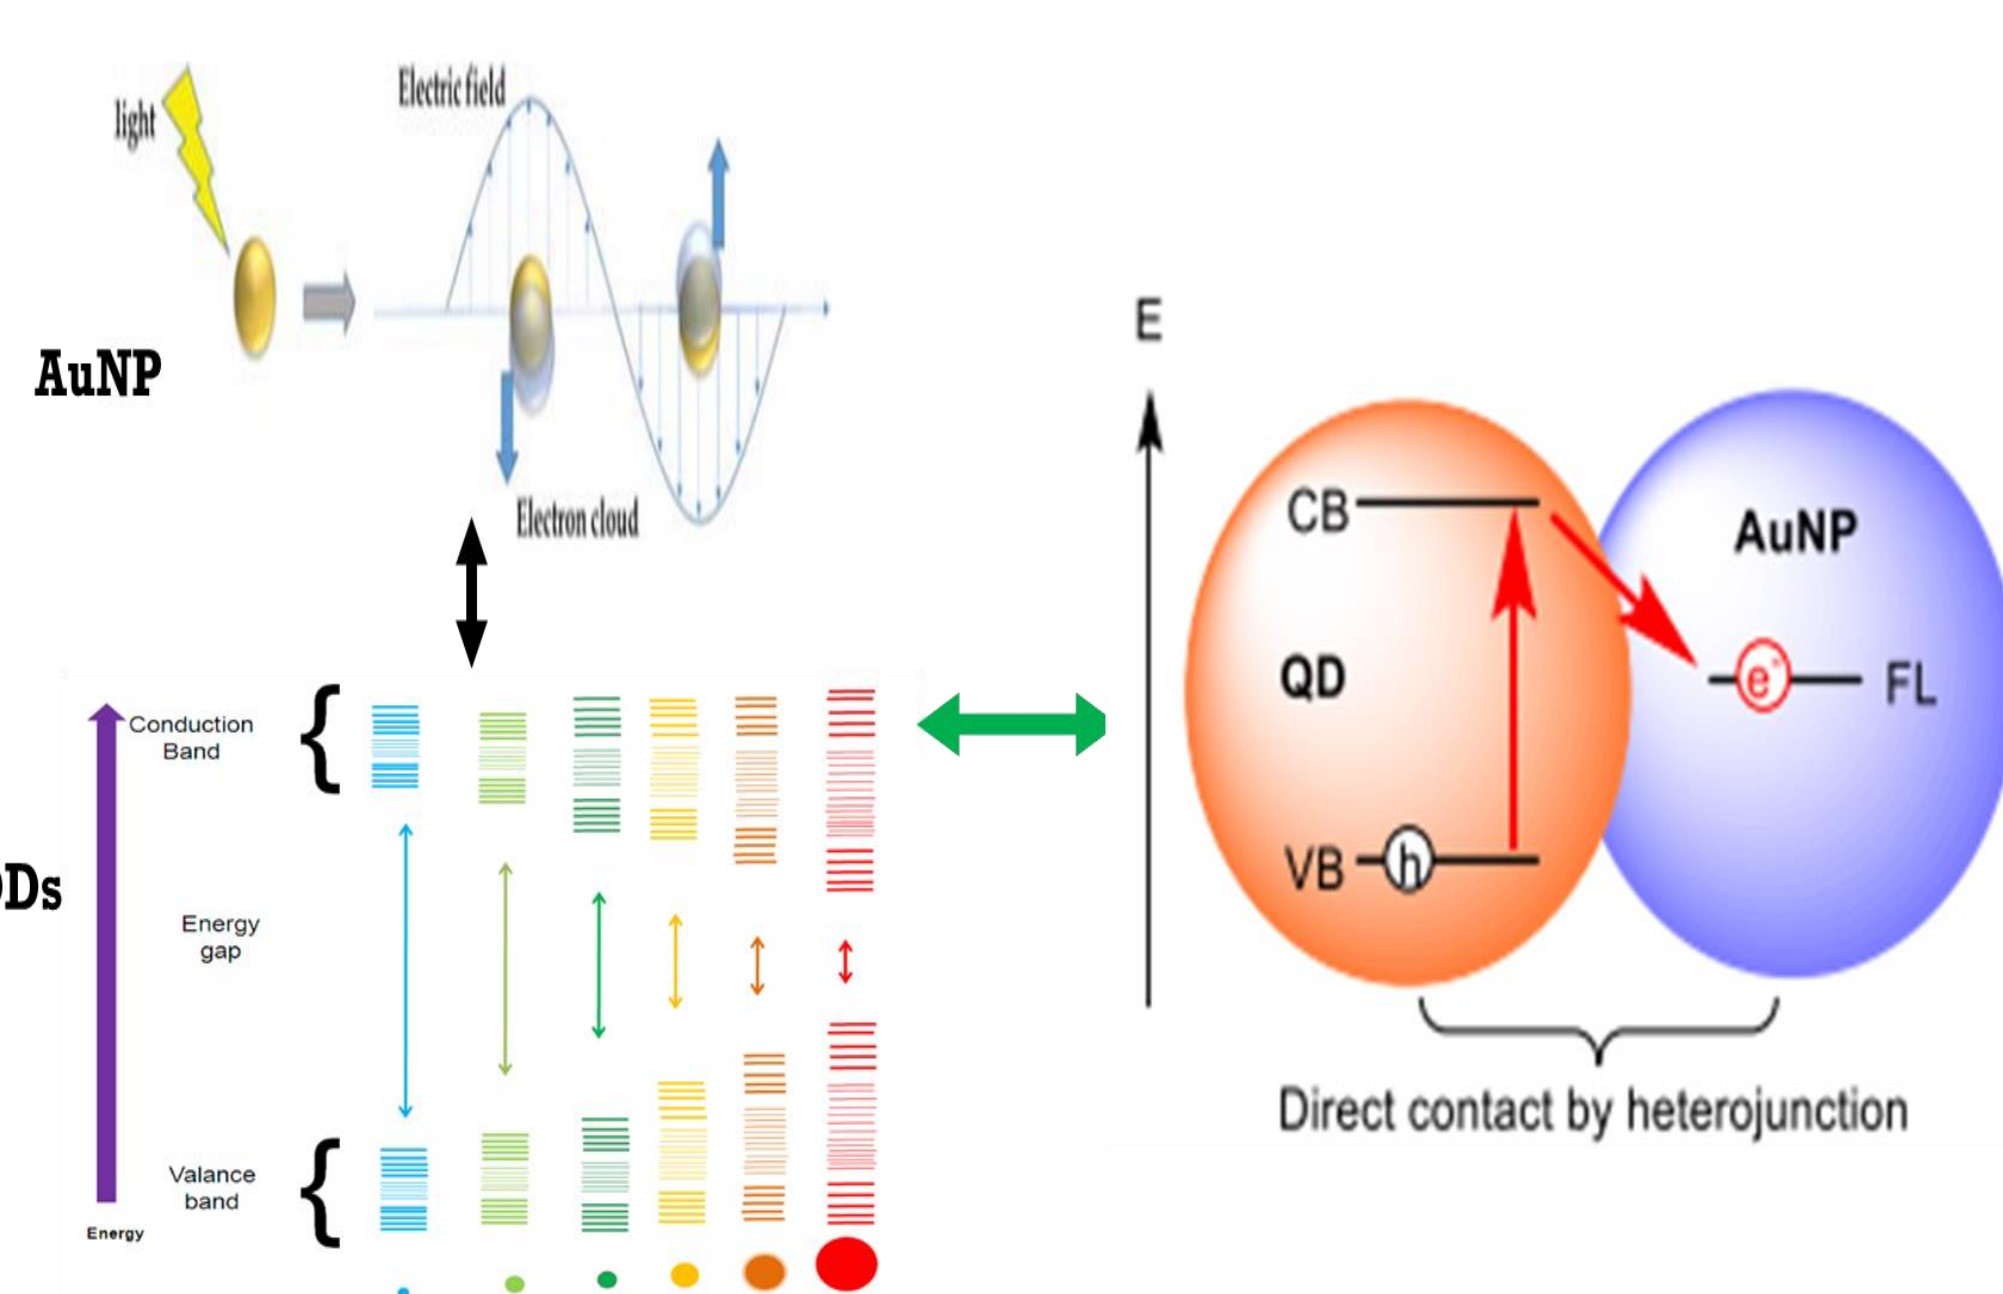 Electric field
light
AuNP
Electron cloud
Conduction
Band
Energy
gap
Valance
band
Energy
E
CB
AuNP
QD
e-
FL
VB
h
Direct contact by heterojunction